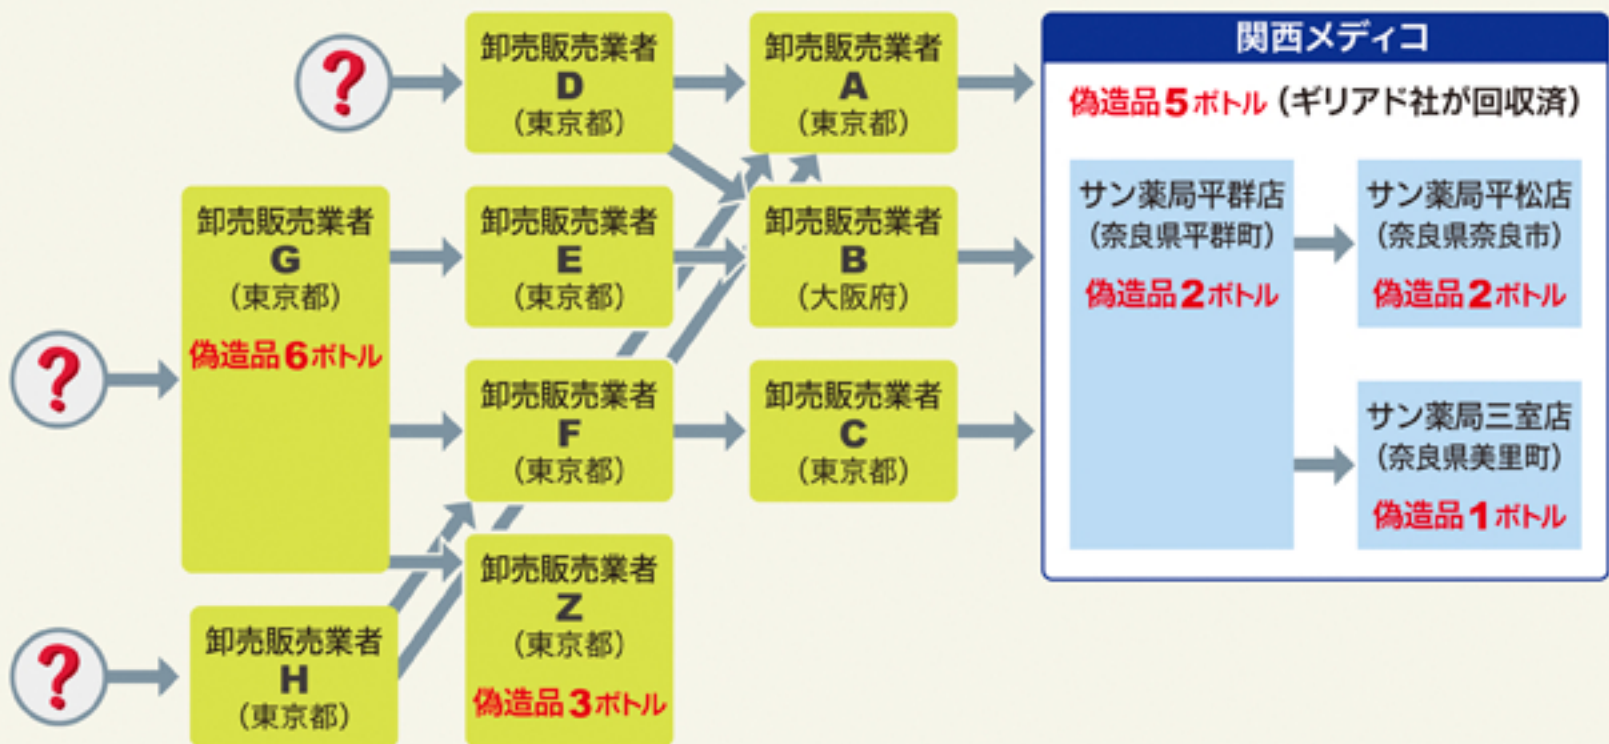 ?
卸売販売業者
D
（東京都）
卸売販売業者
A
（東京都）
関西メディコ
偽造品5ボトル（ギリアド社が回収済）
サン薬局平群店
（奈良県平群町）
偽造品2ボトル
サン薬局平松店
（奈良県奈良市）
偽造品2ボトル
サン薬局三室店
（奈良県美里町）
偽造品1ボトル
?
卸売販売業者
G
（東京都）
偽造品6ボトル
卸売販売業者
E
（東京都）
卸売販売業者
B
（大阪府）
卸売販売業者
F
（東京都）
卸売販売業者
C
（東京都）
?
卸売販売業者
H
（東京都）
卸売販売業者
Z
（東京都）
偽造品3ボトル